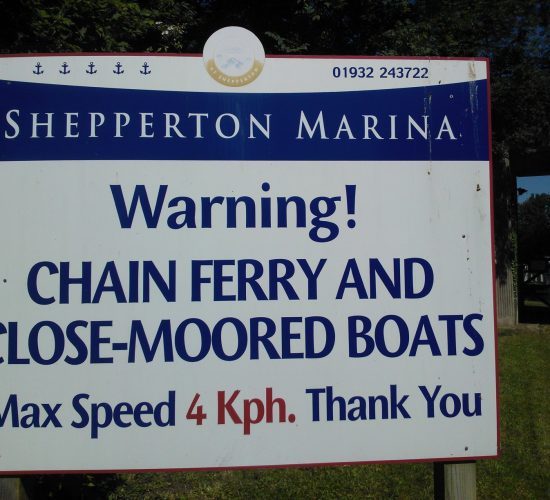 01932 243722
SHEPPERTON MARINA
Warning!
CHAIN FERRY AND
CLOSE-MOORED BOATS
Max Speed 4 Kph. Thank You